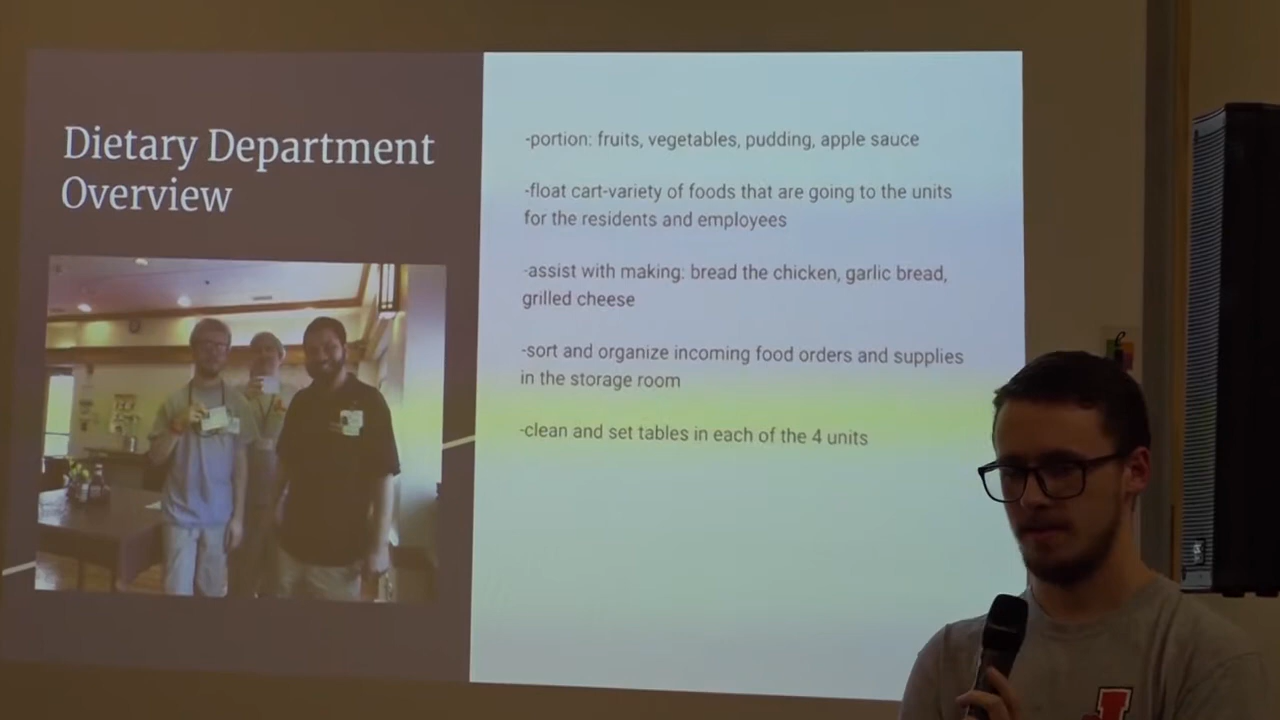 Dietary Department
Overview
-portion: fruits, vegetables, pudding, apple sauce
-float cart-variety of foods that are going to the units
for the residents and employees
-assist with making: bread the chicken, garlic bread,
grilled cheese
-sort and organize incoming food orders and supplies
in the storage room
-clean and set tables in each of the 4 units